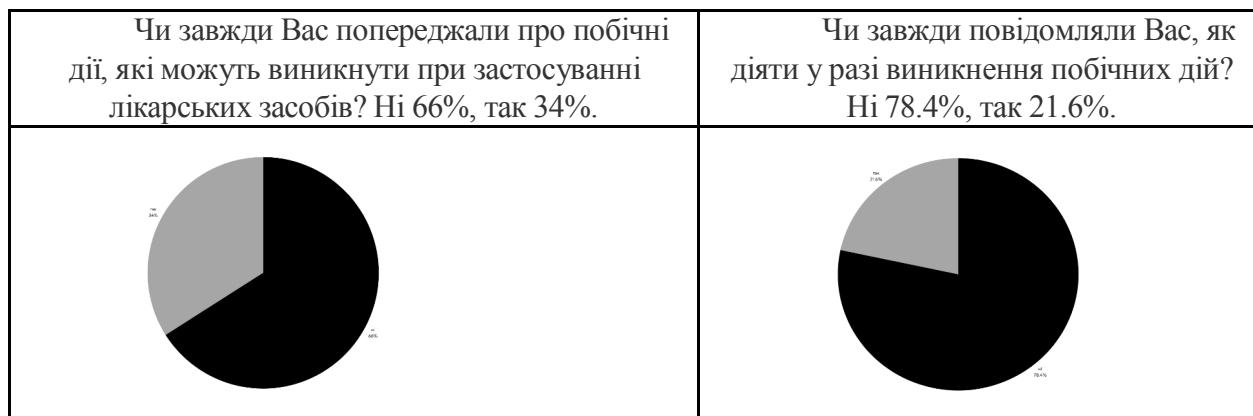 Чи завжди Вас попереджали про побічні
дії, які можуть виникнути при застосуванні
лікарських засобів? Ні 66%, так 34%.
Чи завжди повідомляли Вас, як
діяти у разі виникнення побічних дій?
Ні 78.4%, так 21.6%.
так
34%
ні
66%
так
21.6%
ні
78.4%